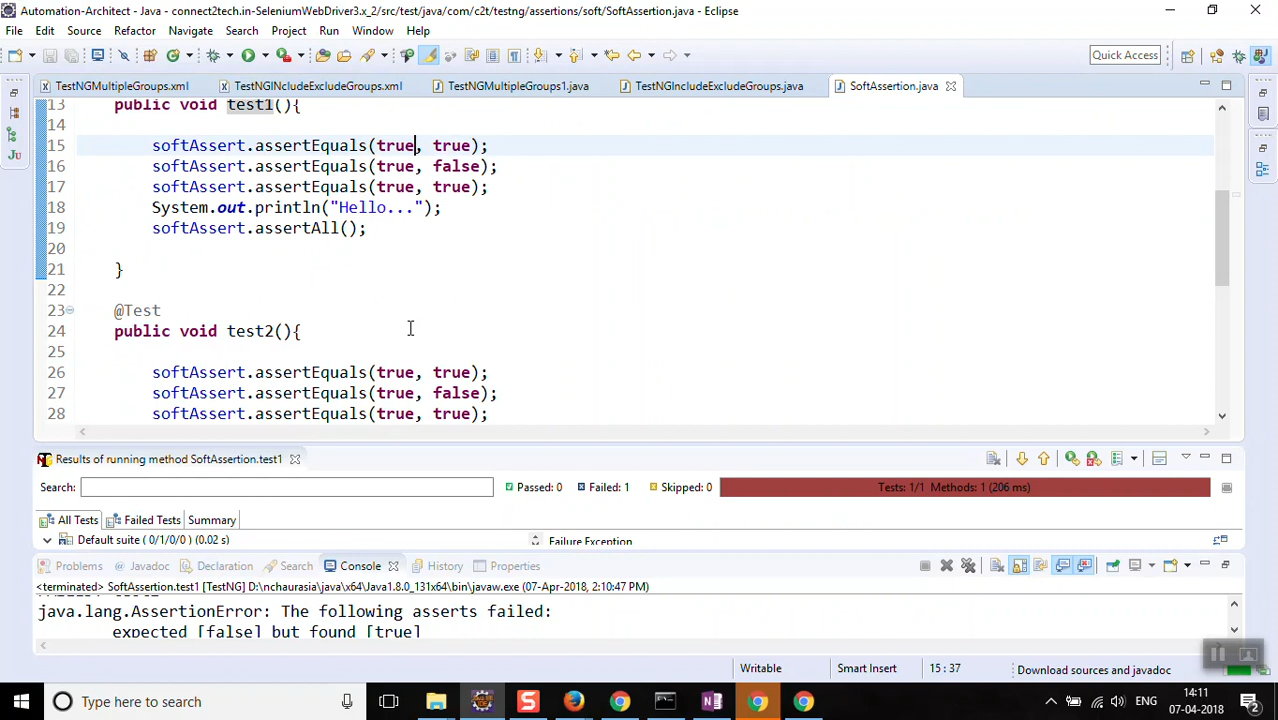 Automation-Architect - Java - connect2tech.in-SeleniumWebDriver3.x_2/src/test/java/com/c2t/testng/assertions/soft/SoftAssertion.java - Eclipse
File Edit Source Refactor Navigate Search Project Run Window Help
Quick Access
TestNGMultipleGroups.xml TestNGINcludeExcludeGroups.xml TestNGMultipleGroups1.java TestNGIncludeExcludeGroups.java SoftAssertion.java
13 public void test1(){
14
15 softAssert.assertEquals(true, true);
16 softAssert.assertEquals(true, false);
17 softAssert.assertEquals(true, true);
18 System.out.println("Hello...");
19 softAssert.assertAll();
20
21 }
22
23 @Test
24 public void test2(){
25
26 softAssert.assertEquals(true, true);
27 softAssert.assertEquals(true, false);
28 softAssert.assertEquals(true, true);
Results of running method SoftAssertion.test1
Search: Passed: 0 Failed: 1 Skipped: 0 Tests: 1/1 Methods: 1 (206 ms)
All Tests Failed Tests Summary
Default suite ( 0/1/0/0 ) (0.02 s) Failure Exception
Problems Javadoc Declaration Search Console History Properties
<terminated> SoftAssertion.test1 [TestNG] D:\nchaurasia\java\x64\Java1.8.0_131x64\bin\javaw.exe (07-Apr-2018, 2:10:47 PM)
java.lang.AssertionError: The following asserts failed:
expected [false] but found [true]
Writable Smart Insert 15 : 37 Download sources and javadoc
Type here to search ENG 14:11
07-04-2018